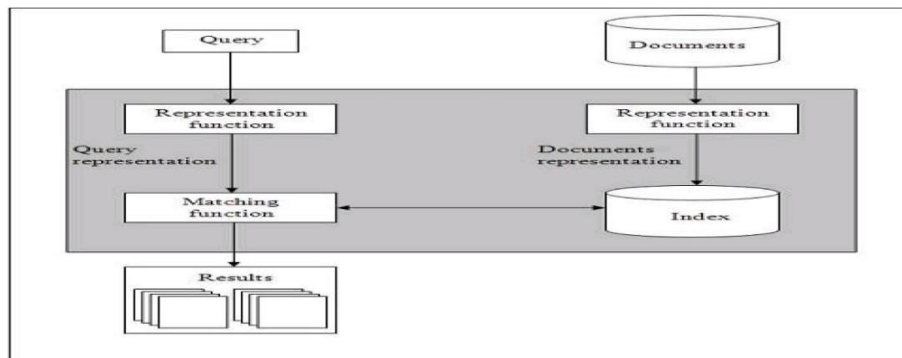 Query
Documents
Representation
function
Representation
function
Query
representation
Documents
representation
Matching
function
Index
Results